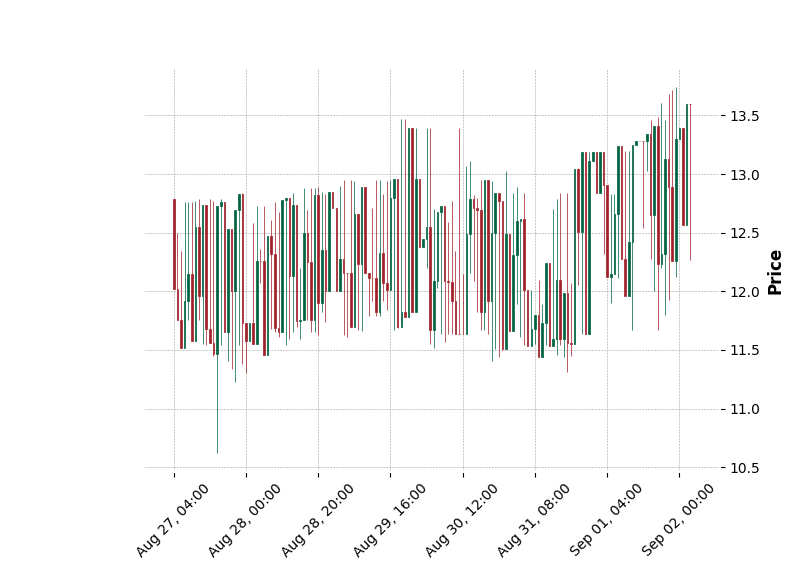 13.5
13.0
12.5
12.0
11.5
11.0
10.5
Price
Aug 27, 04:00
Aug 28, 00:00
Aug 28, 20:00
Aug 29, 16:00
Aug 30, 12:00
Aug 31, 08:00
Sep 01, 04:00
Sep 02, 00:00